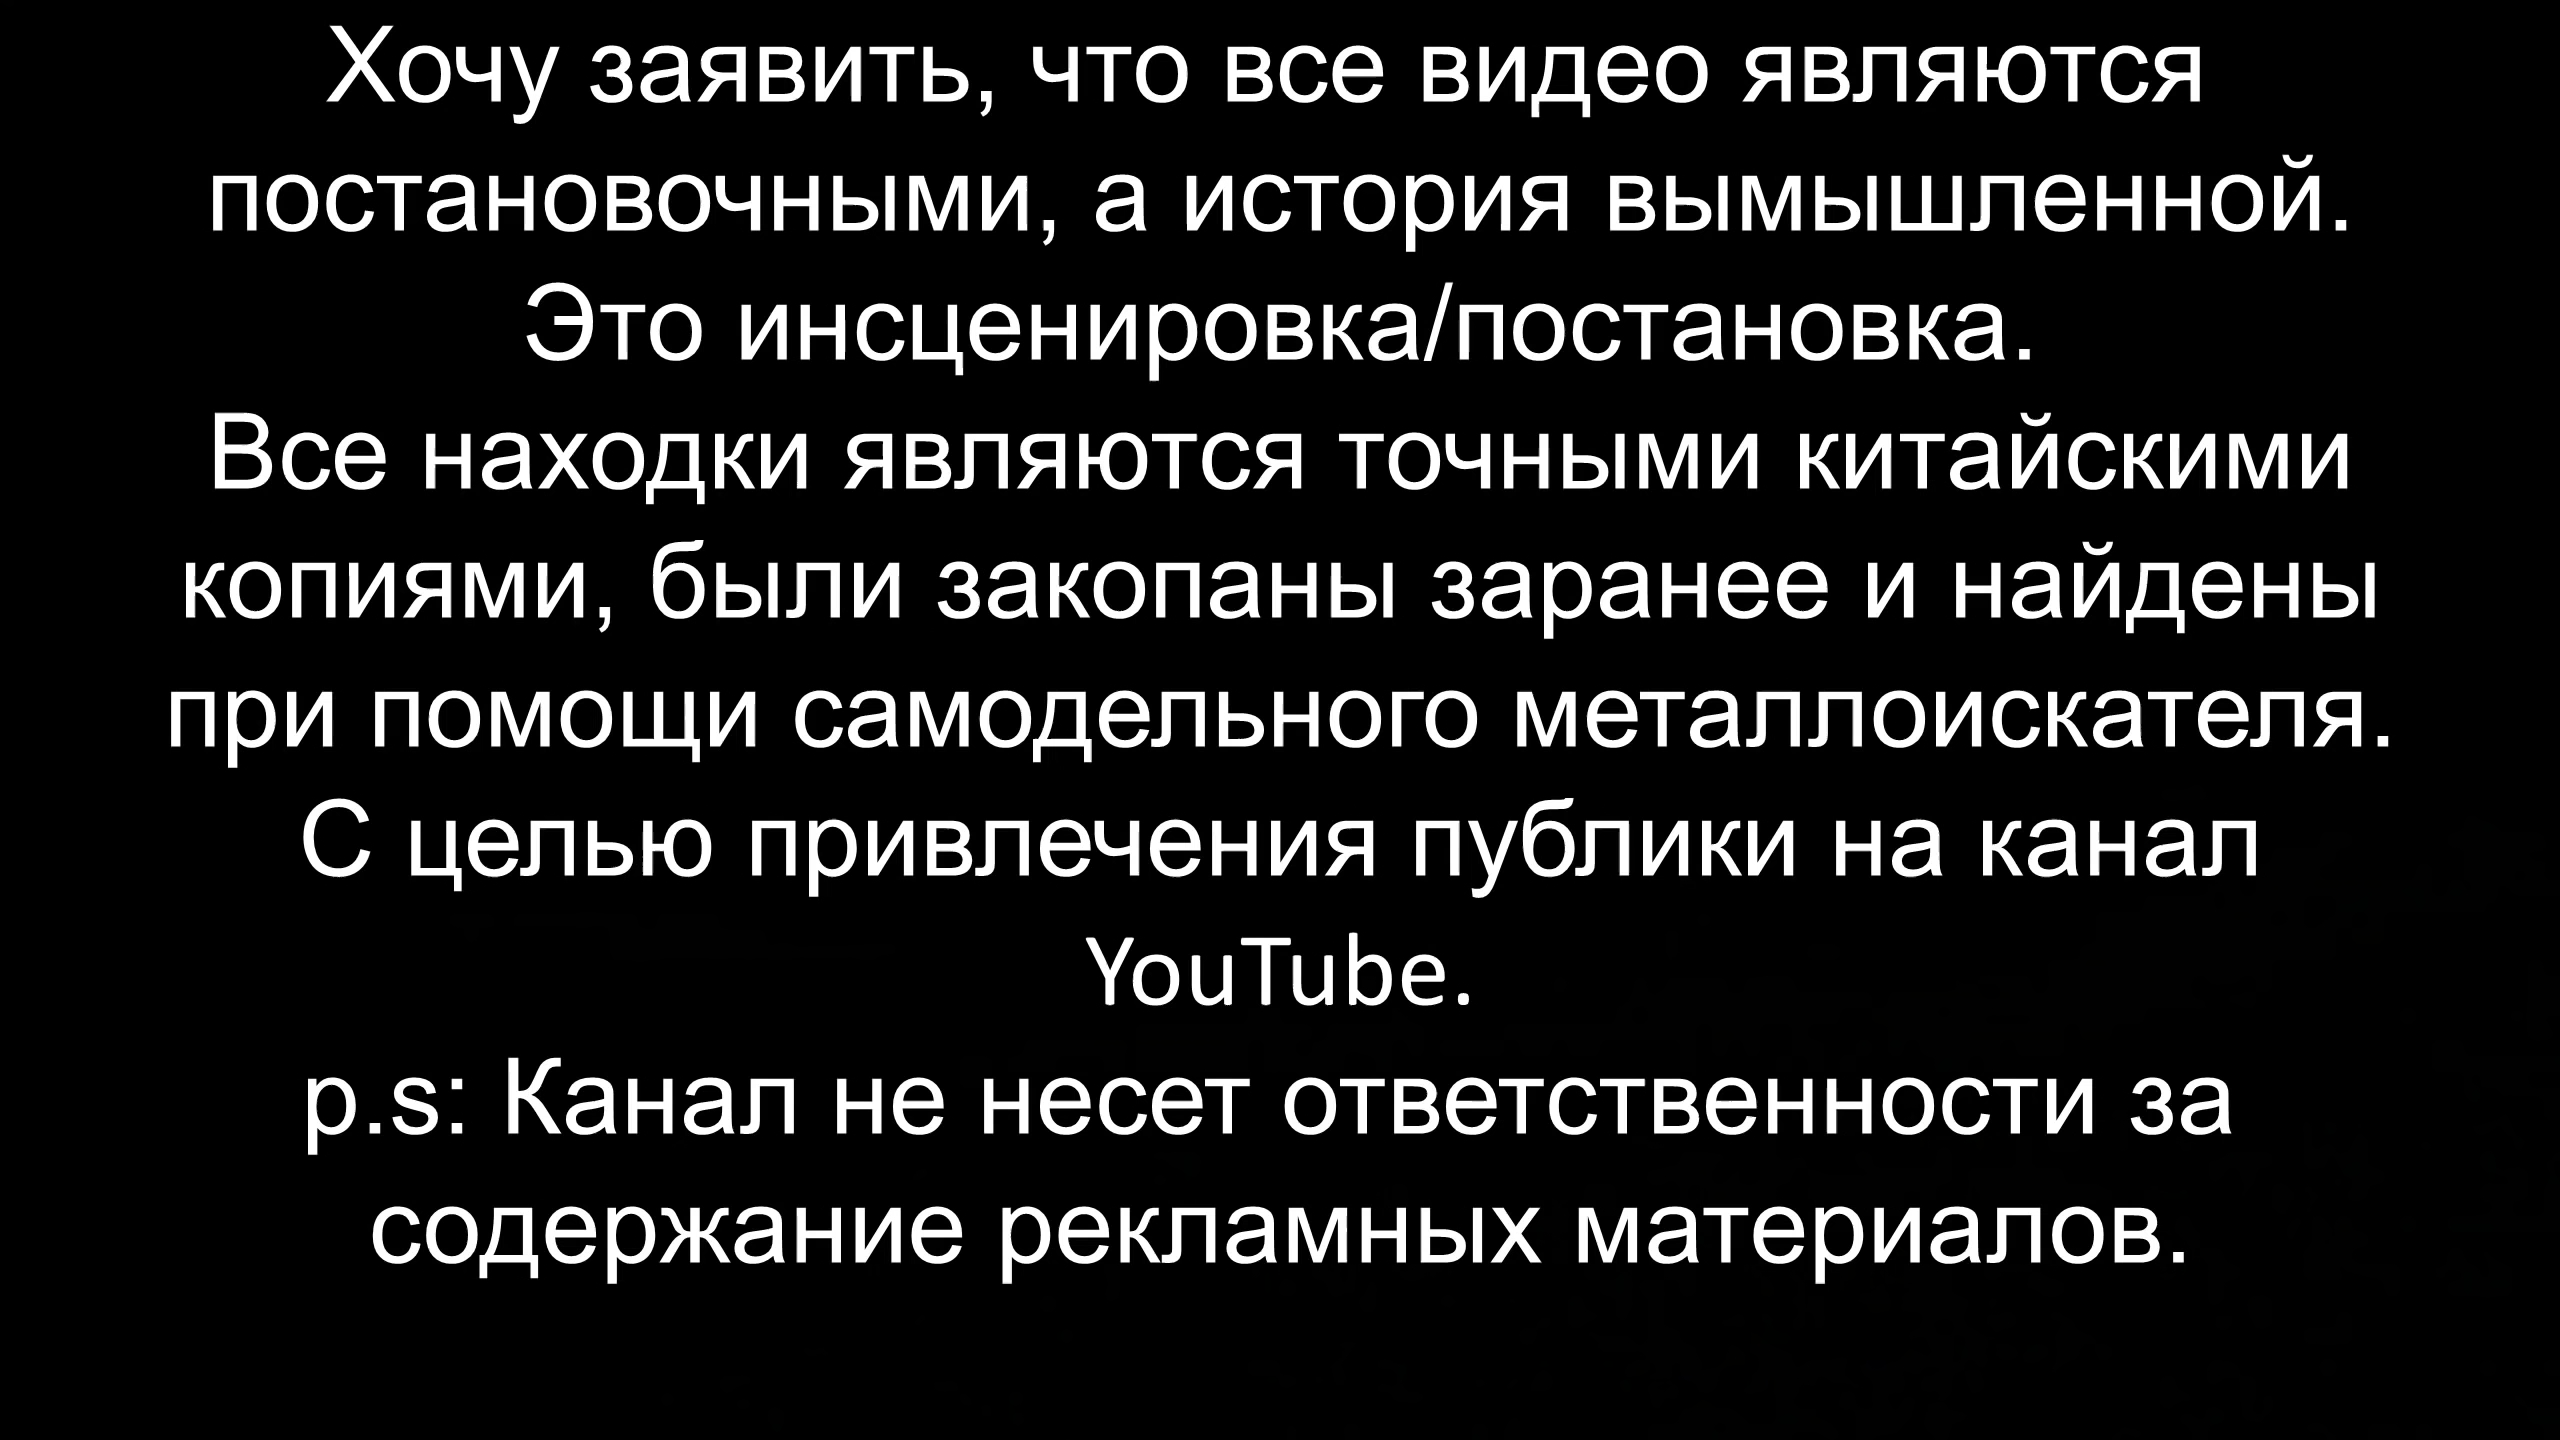 Хочу заявить, что все видео являются
постановочными, а история вымышленной.
Это инсценировка/постановка.
Все находки являются точными китайскими
копиями, были закопаны заранее и найдены
при помощи самодельного металлоискателя.
С целью привлечения публики на канал
YouTube.
p.s: Канал не несет ответственности за
содержание рекламных материалов.